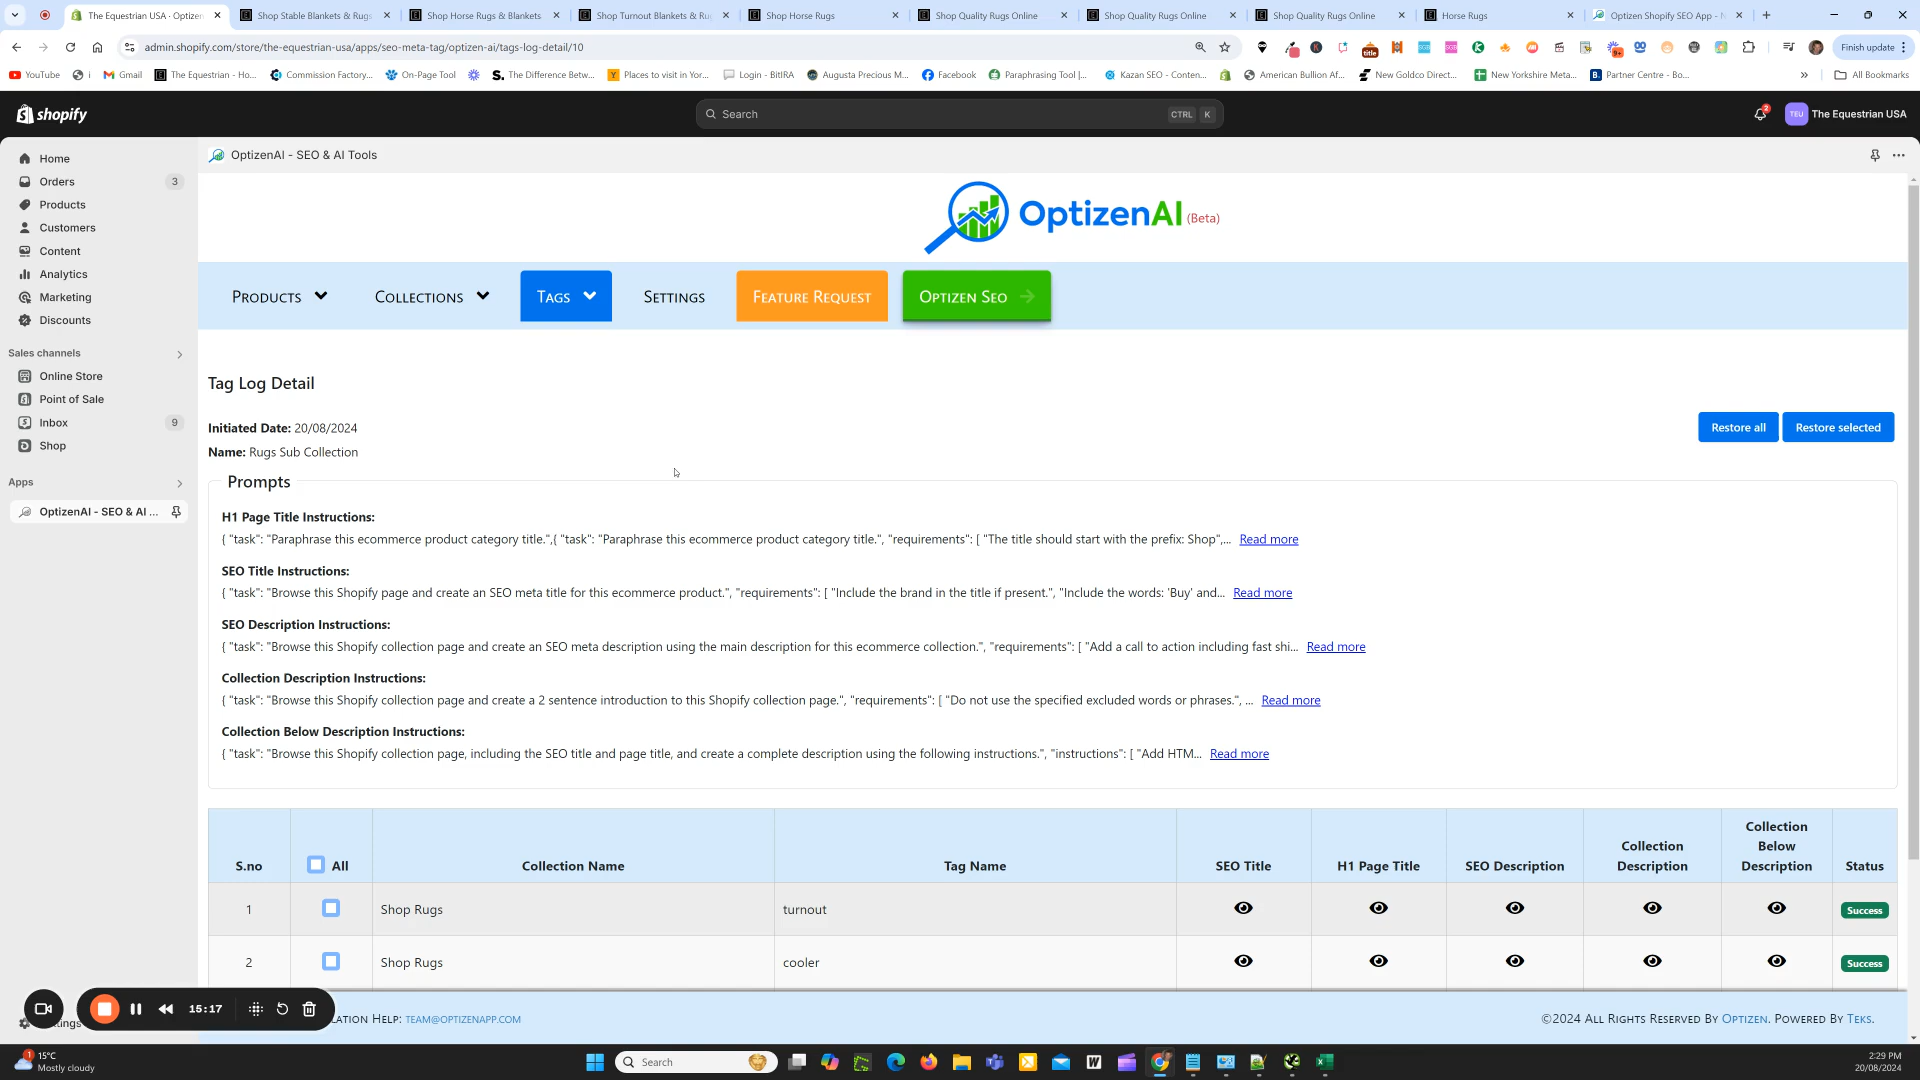 The Equestrian USA · Optizen
Shop Stable Blankets & Rugs
Shop Horse Rugs & Blankets
Shop Turnout Blankets & Ru
Shop Horse Rugs
Shop Quality Rugs Online
Shop Quality Rugs Online
Shop Quality Rugs Online
Horse Rugs
Optizen Shopify SEO App -
admin.shopify.com/store/the-equestrian-usa/apps/seo-meta-tag/optizen-ai/tags-log-detail/10
Finish update
YouTube
i
Gmail
The Equestrian - Ho...
Commission Factory...
On-Page Tool
The Difference Betw...
Places to visit in Yor...
Login - BitIRA
Augusta Precious M...
Facebook
Paraphrasing Tool |...
Kazan SEO - Conten...
American Bullion Af...
New Goldco Direct...
New Yorkshire Meta...
Partner Centre - Bo...
All Bookmarks
shopify
Search
CTRL K
2
TEU
The Equestrian USA
Home
Orders 3
Products
Customers
Content
Analytics
Marketing
Discounts
Sales channels
Online Store
Point of Sale
Inbox 9
Shop
Apps
OptizenAI - SEO & AI ...
OptizenAI - SEO & AI Tools
OptizenAI (Beta)
Products
Collections
Tags
Settings
Feature Request
Optizen Seo
Tag Log Detail
Initiated Date: 20/08/2024
Name: Rugs Sub Collection
Restore all
Restore selected
Prompts
H1 Page Title Instructions:
{ "task": "Paraphrase this ecommerce product category title.",{ "task": "Paraphrase this ecommerce product category title.", "requirements": [ "The title should start with the prefix: Shop",... Read more
SEO Title Instructions:
{ "task": "Browse this Shopify page and create an SEO meta title for this ecommerce product.", "requirements": [ "Include the brand in the title if present.", "Include the words: 'Buy' and... Read more
SEO Description Instructions:
{ "task": "Browse this Shopify collection page and create an SEO meta description using the main description for this ecommerce collection.", "requirements": [ "Add a call to action including fast shi... Read more
Collection Description Instructions:
{ "task": "Browse this Shopify collection page and create a 2 sentence introduction to this Shopify collection page.", "requirements": [ "Do not use the specified excluded words or phrases.", ... Read more
Collection Below Description Instructions:
{ "task": "Browse this Shopify collection page, including the SEO title and page title, and create a complete description using the following instructions.", "instructions": [ "Add HTM... Read more
S.no
All
Collection Name
Tag Name
SEO Title
H1 Page Title
SEO Description
Collection Description
Collection Below Description
Status
1 Shop Rugs turnout Success
2 Shop Rugs cooler Success
15:17
ttings
lation Help: team@optizenapp.com
©2024 All Rights Reserved By Optizen. Powered By Teks.
1
15°C
Mostly cloudy
Search
2:29 PM
20/08/2024